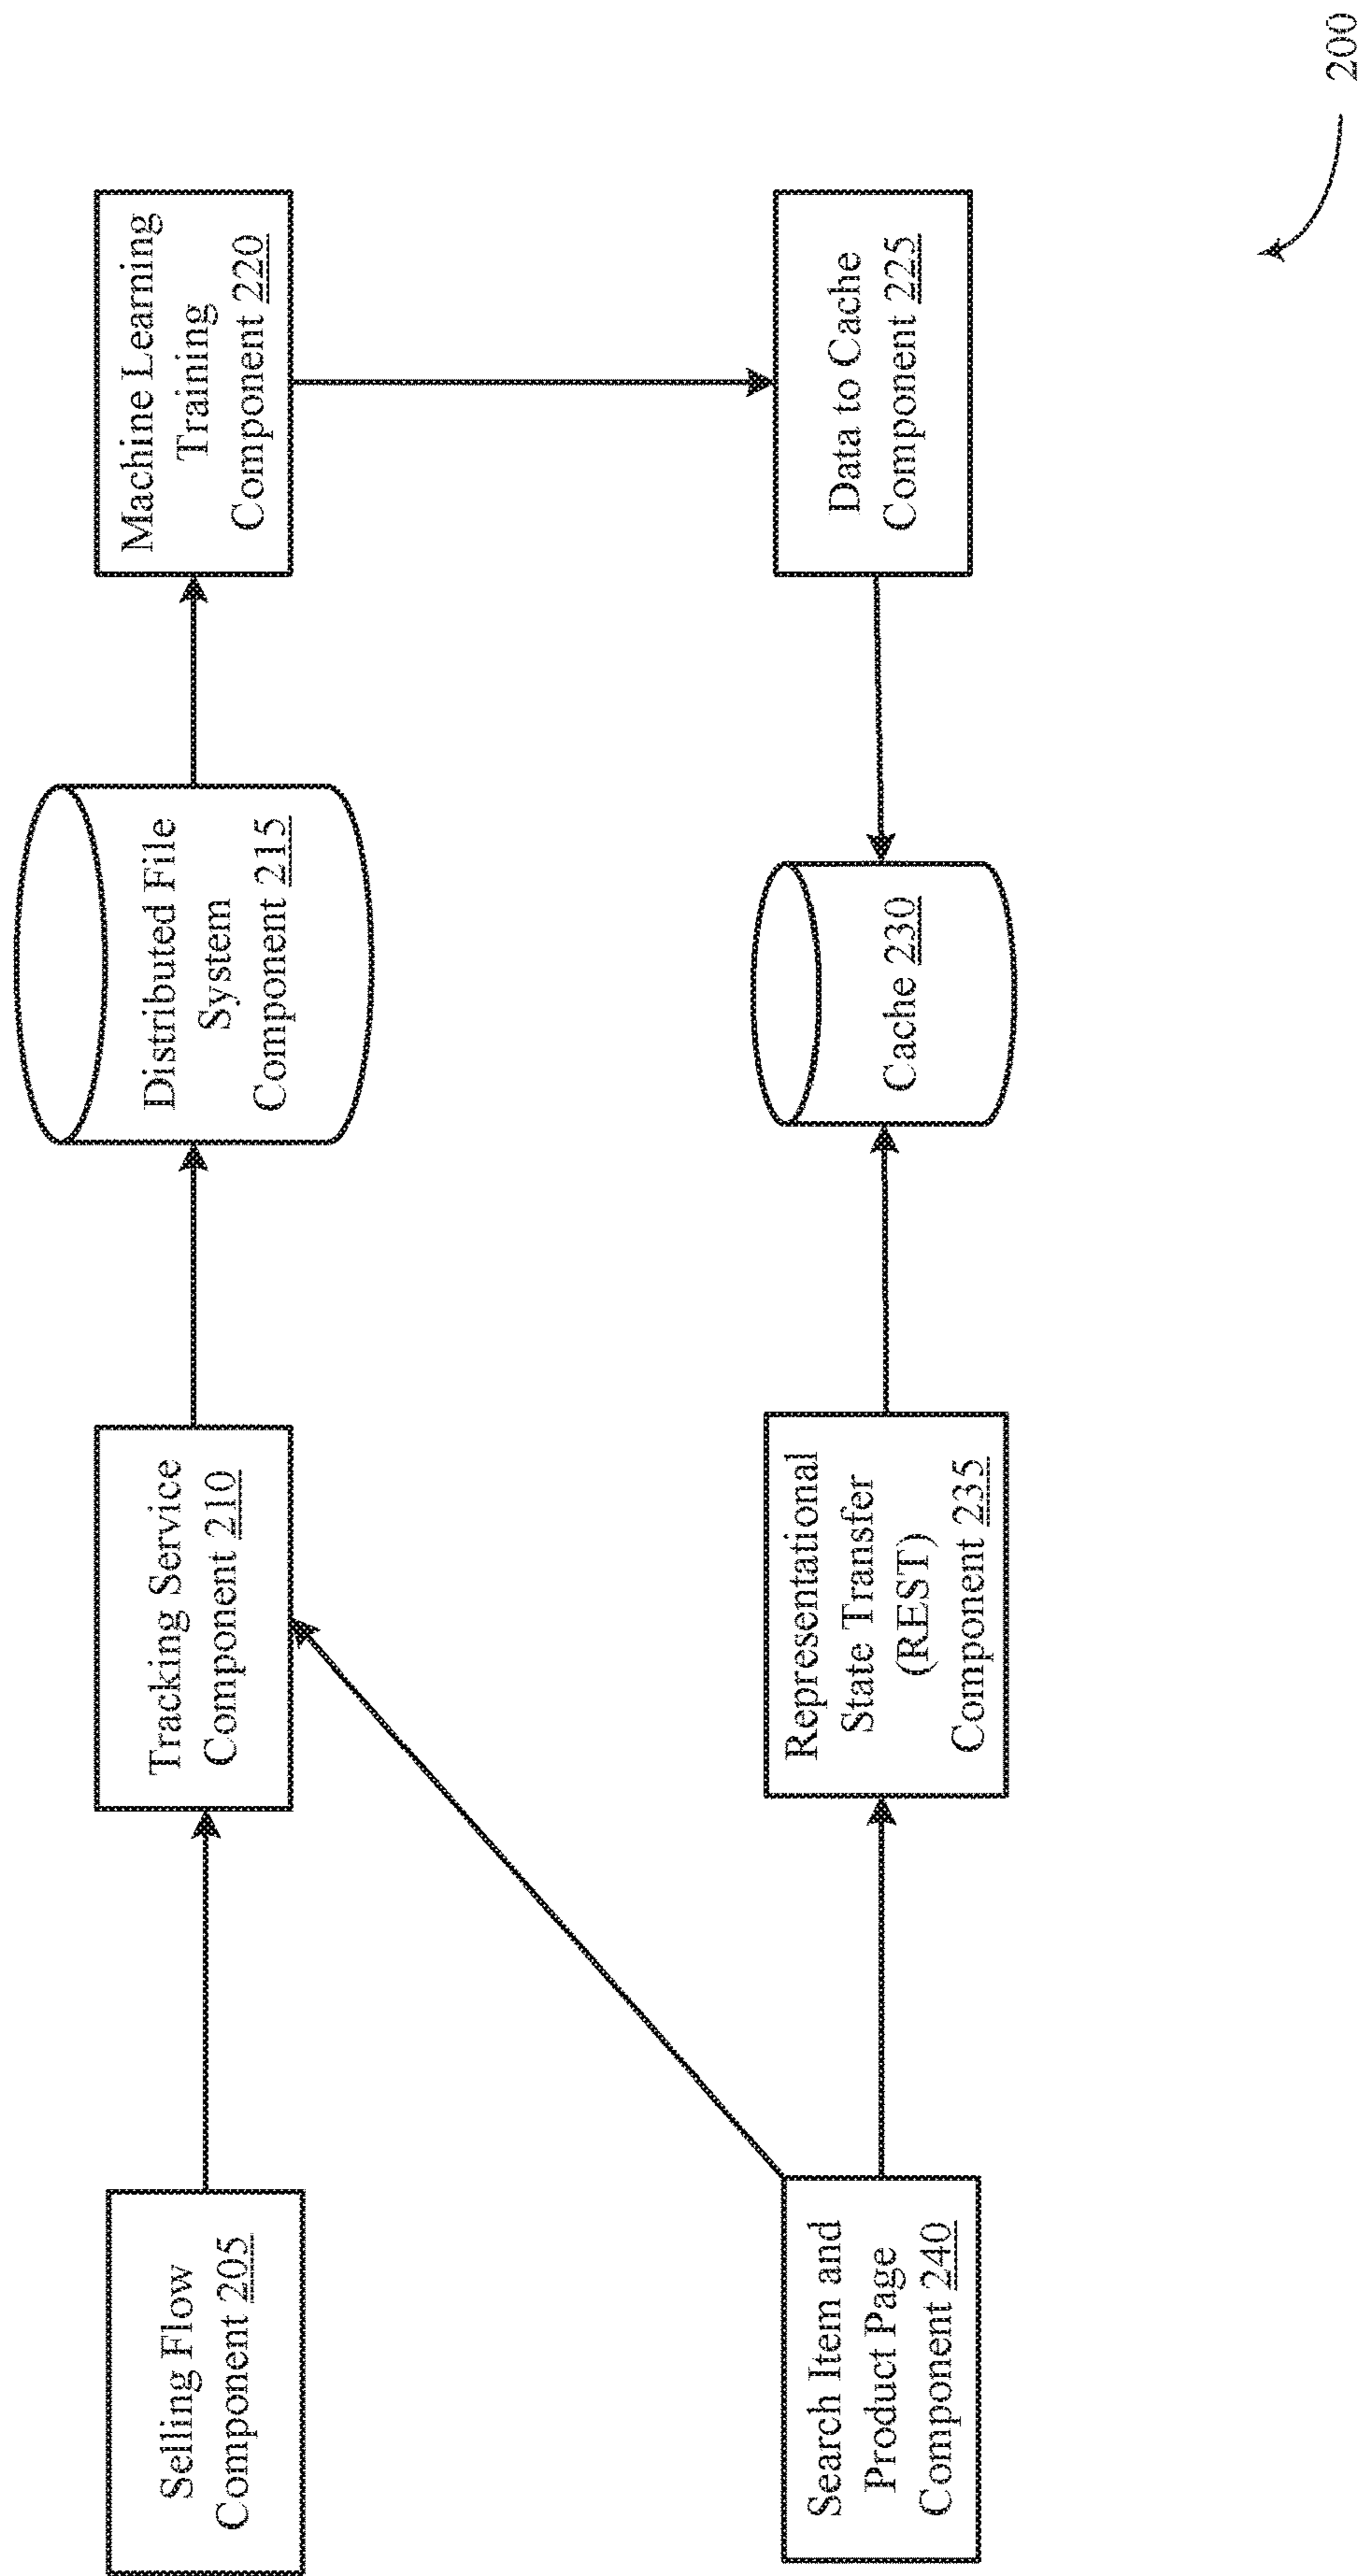 Selling Flow
Component 205
Tracking Service
Component 210
Distributed File
System
Component 215
Machine Learning
Training
Component 220
Search Item and
Product Page
Component 240
Representational
State Transfer
(REST)
Component 235
Cache 230
Data to Cache
Component 225
200